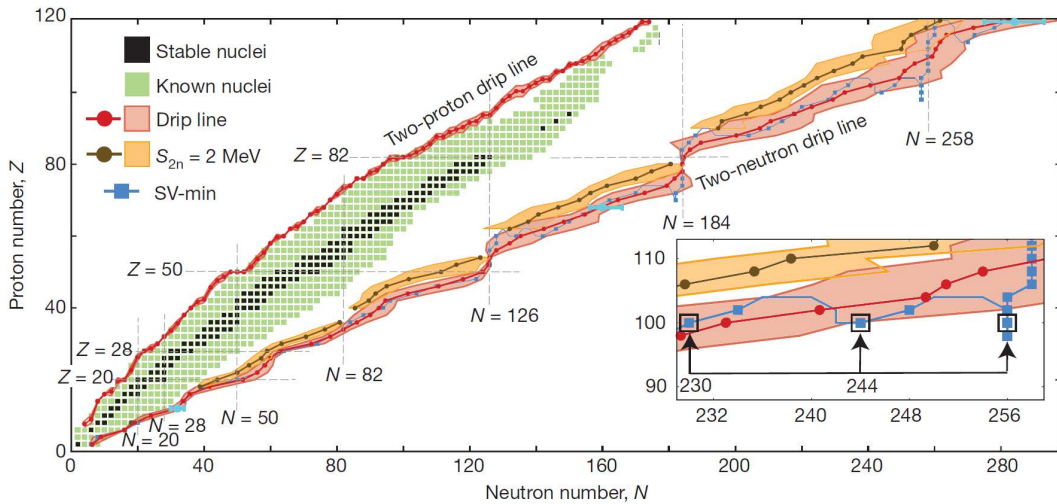 120
80
40
0
Proton number, Z
Stable nuclei
Known nuclei
Drip line
S2n = 2 MeV
SV-min
Two-proton drip line
Two-neutron drip line
Z = 82
Z = 50
Z = 28
Z = 20
N = 20
N = 28
N = 50
N = 82
N = 126
N = 184
N = 258
110
100
90
230
244
232
240
248
256
0
40
80
120
160
200
240
280
Neutron number, N